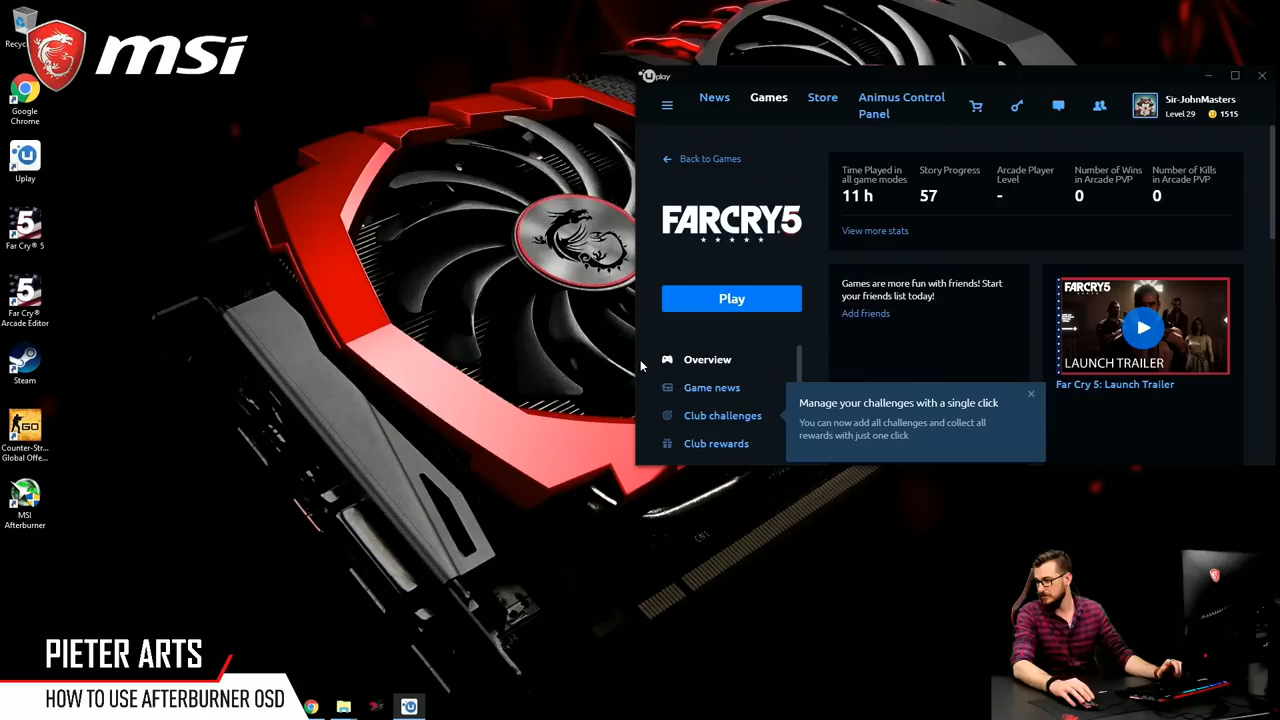 msi
Recyc
Google
Chrome
Uplay
Far Cry® 5
Far Cry®
Arcade Editor
Steam
GO
Counter-Str...
Global Offe...
MSI
Afterburner
uplay
News
Games
Store
Animus Control
Panel
Sir-JohnMasters
Level 29
1515
Back to Games
FARCRY5
Play
Overview
Game news
Club challenges
Club rewards
Time Played in
all game modes
11 h
Story Progress
57
Arcade Player
Level
-
Number of Wins
in Arcade PVP
0
Number of Kills
in Arcade PVP
0
View more stats
Games are more fun with friends! Start
your friends list today!
Add friends
FARCRY5
LAUNCH TRAILER
Far Cry 5: Launch Trailer
Manage your challenges with a single click
You can now add all challenges and collect all
rewards with just one click
PIETER ARTS
HOW TO USE AFTERBURNER OSD